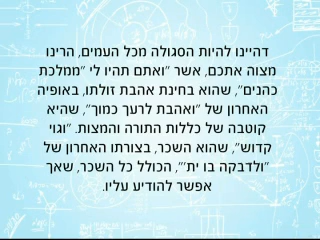 דהיינו להיות הסגולה מכל העמים, הרינו
מצוה אתכם, אשר "ואתם תהיו לי "ממלכת
כהנים", שהוא בחינת אהבת זולתו, באופיה
האחרון של "ואהבת לרעך כמוך", שהיא
קוטבה של כללות התורה והמצות. "וגוי
קדוש", שהוא השכר, בצורתו האחרון של
"ולדבקה בו ית'", הכולל כל השכר, שאך
אפשר להודיע עליו.